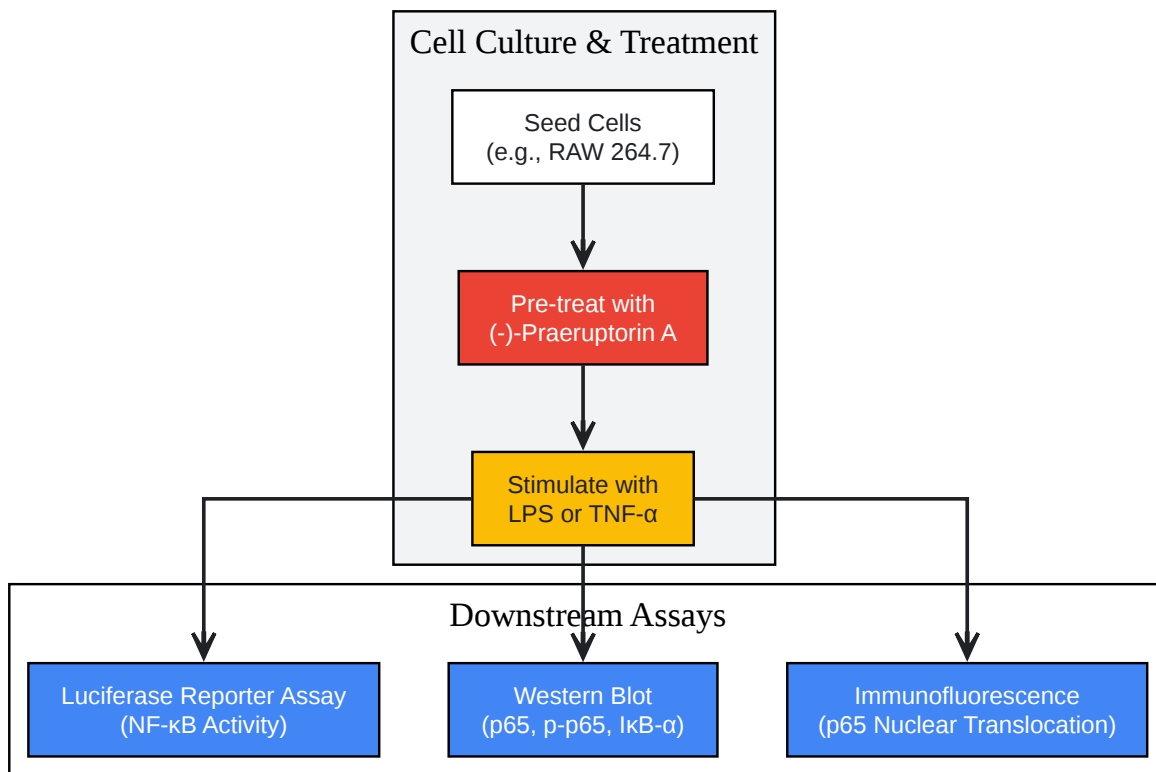 Cell Culture & Treatment
Seed Cells
(e.g., RAW 264.7)
Pre-treat with
(-)-Praeruptorin A
Stimulate with
LPS or TNF-α
Downstream Assays
Luciferase Reporter Assay
(NF-κB Activity)
Western Blot
(p65, p-p65, IκB-α)
Immunofluorescence
(p65 Nuclear Translocation)